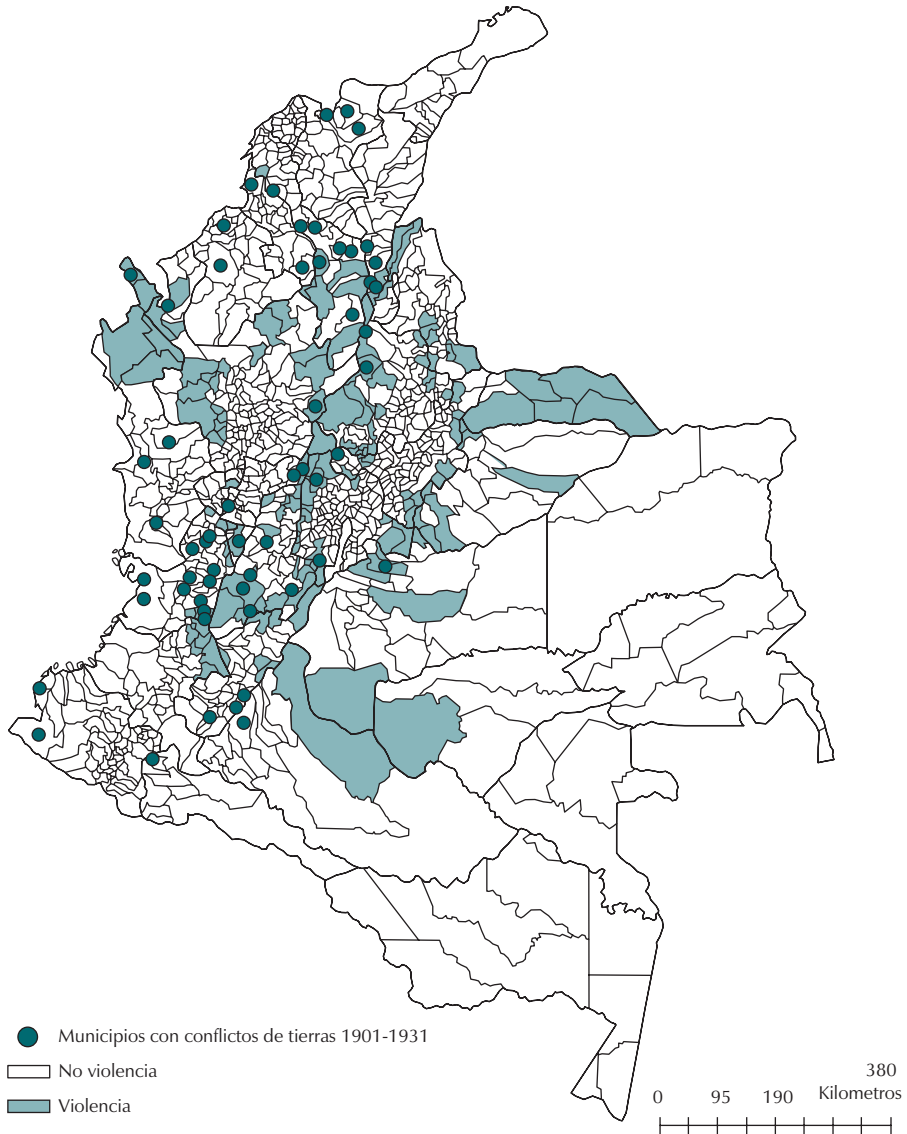 Municipios con conflictos de tierras 1901-1931
No violencia
Violencia
380
0 95 190 Kilometros